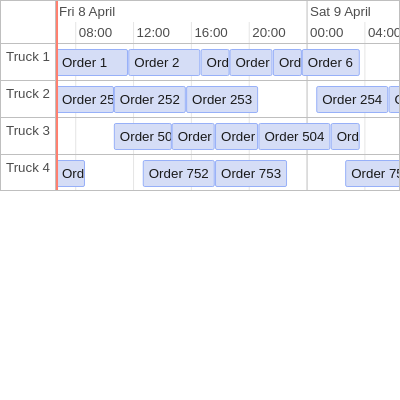 Fri 8 April Sat 9 April
08:00 12:00 16:00 20:00 00:00 04:00
Truck 1 Order 1 Order 2 Ord Order Ord Order 6
Truck 2 Order 25 Order 252 Order 253 Order 254
Truck 3 Order 50 Order Order Order 504 Ord
Truck 4 Ord Order 752 Order 753 Order 75